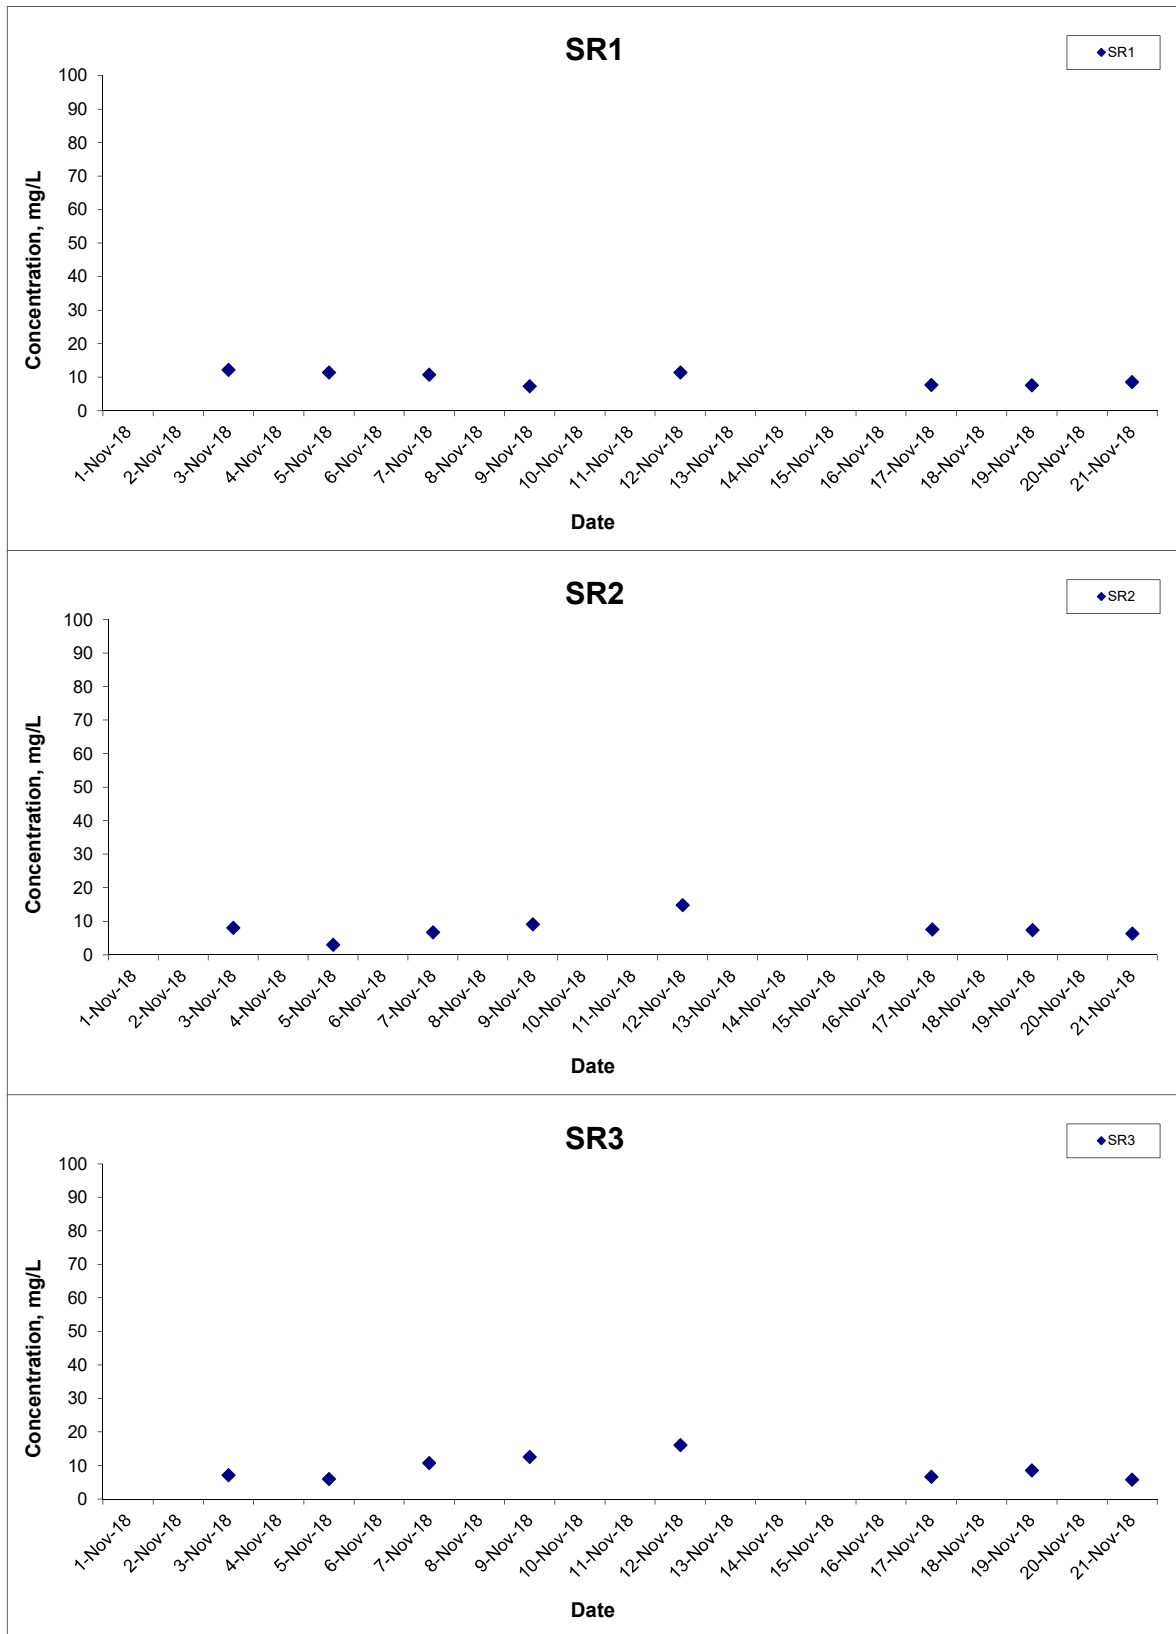 SR1
SR1
100
90
80
70
60
50
40
30
20
10
0
Concentration, mg/L
1-Nov-18
2-Nov-18
3-Nov-18
4-Nov-18
5-Nov-18
6-Nov-18
7-Nov-18
8-Nov-18
9-Nov-18
10-Nov-18
11-Nov-18
12-Nov-18
13-Nov-18
14-Nov-18
15-Nov-18
16-Nov-18
17-Nov-18
18-Nov-18
19-Nov-18
20-Nov-18
21-Nov-18
Date
SR2
SR2
100
90
80
70
60
50
40
30
20
10
0
Concentration, mg/L
1-Nov-18
2-Nov-18
3-Nov-18
4-Nov-18
5-Nov-18
6-Nov-18
7-Nov-18
8-Nov-18
9-Nov-18
10-Nov-18
11-Nov-18
12-Nov-18
13-Nov-18
14-Nov-18
15-Nov-18
16-Nov-18
17-Nov-18
18-Nov-18
19-Nov-18
20-Nov-18
21-Nov-18
Date
SR3
SR3
100
90
80
70
60
50
40
30
20
10
0
Concentration, mg/L
1-Nov-18
2-Nov-18
3-Nov-18
4-Nov-18
5-Nov-18
6-Nov-18
7-Nov-18
8-Nov-18
9-Nov-18
10-Nov-18
11-Nov-18
12-Nov-18
13-Nov-18
14-Nov-18
15-Nov-18
16-Nov-18
17-Nov-18
18-Nov-18
19-Nov-18
20-Nov-18
21-Nov-18
Date